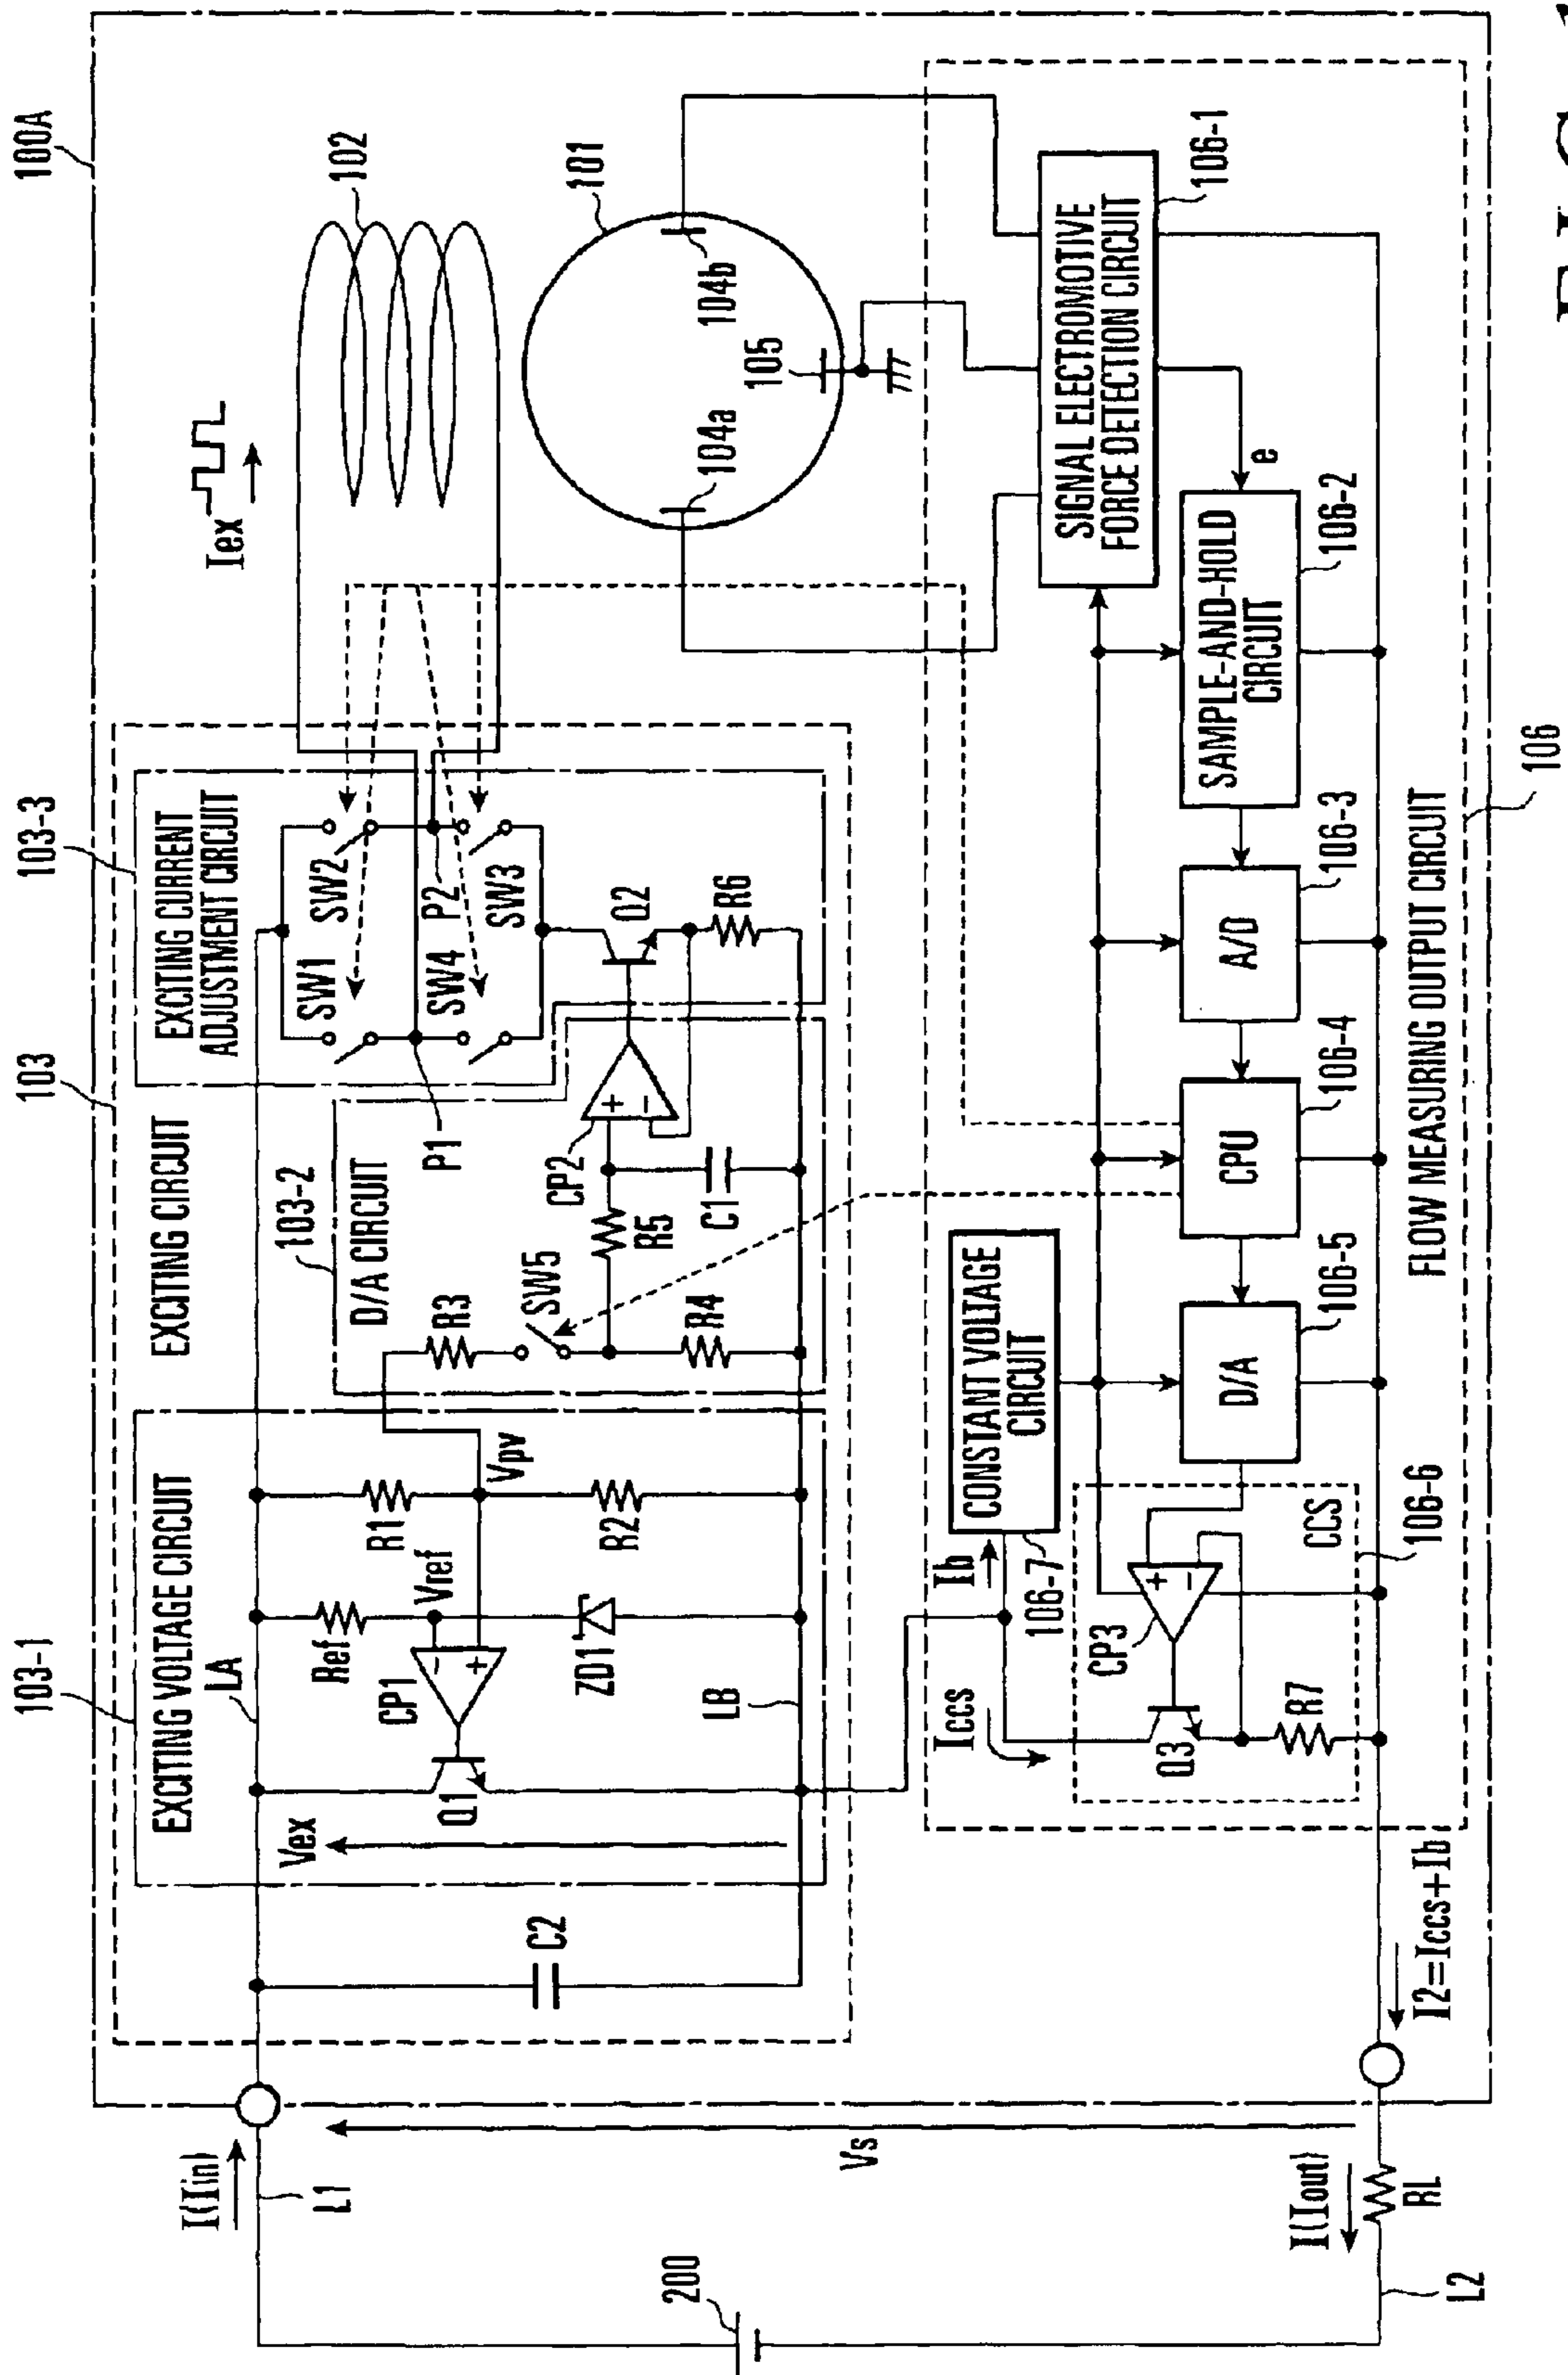 100A
103
103-3
103-1
103-2
EXCITING CIRCUIT
EXCITING VOLTAGE CIRCUIT
EXCITING CURRENT
ADJUSTMENT CIRCUIT
D/A CIRCUIT
I(Iin)
L1
LA
Vex
C2
Q1
CP1
-
+
Ref
Vref
ZD1
R1
Vpv
R2
LB
R3
SW5
R4
R5
C1
CP2
+
-
P1
SW1
SW2
P2
SW4
SW3
Q2
R6
Iex
102
101
104a
104b
105
200
Vs
I(Iout)
RL
L2
I2=Iccs+Ib
Iccs
Ib
106-7
CONSTANT VOLTAGE
CIRCUIT
CP3
+
-
Q3
R7
CCS
106-6
D/A
106-5
CPU
106-4
A/D
106-3
SAMPLE-AND-HOLD
CIRCUIT
106-2
e
SIGNAL ELECTROMOTIVE
FORCE DETECTION CIRCUIT
106-1
FLOW MEASURING OUTPUT CIRCUIT
106